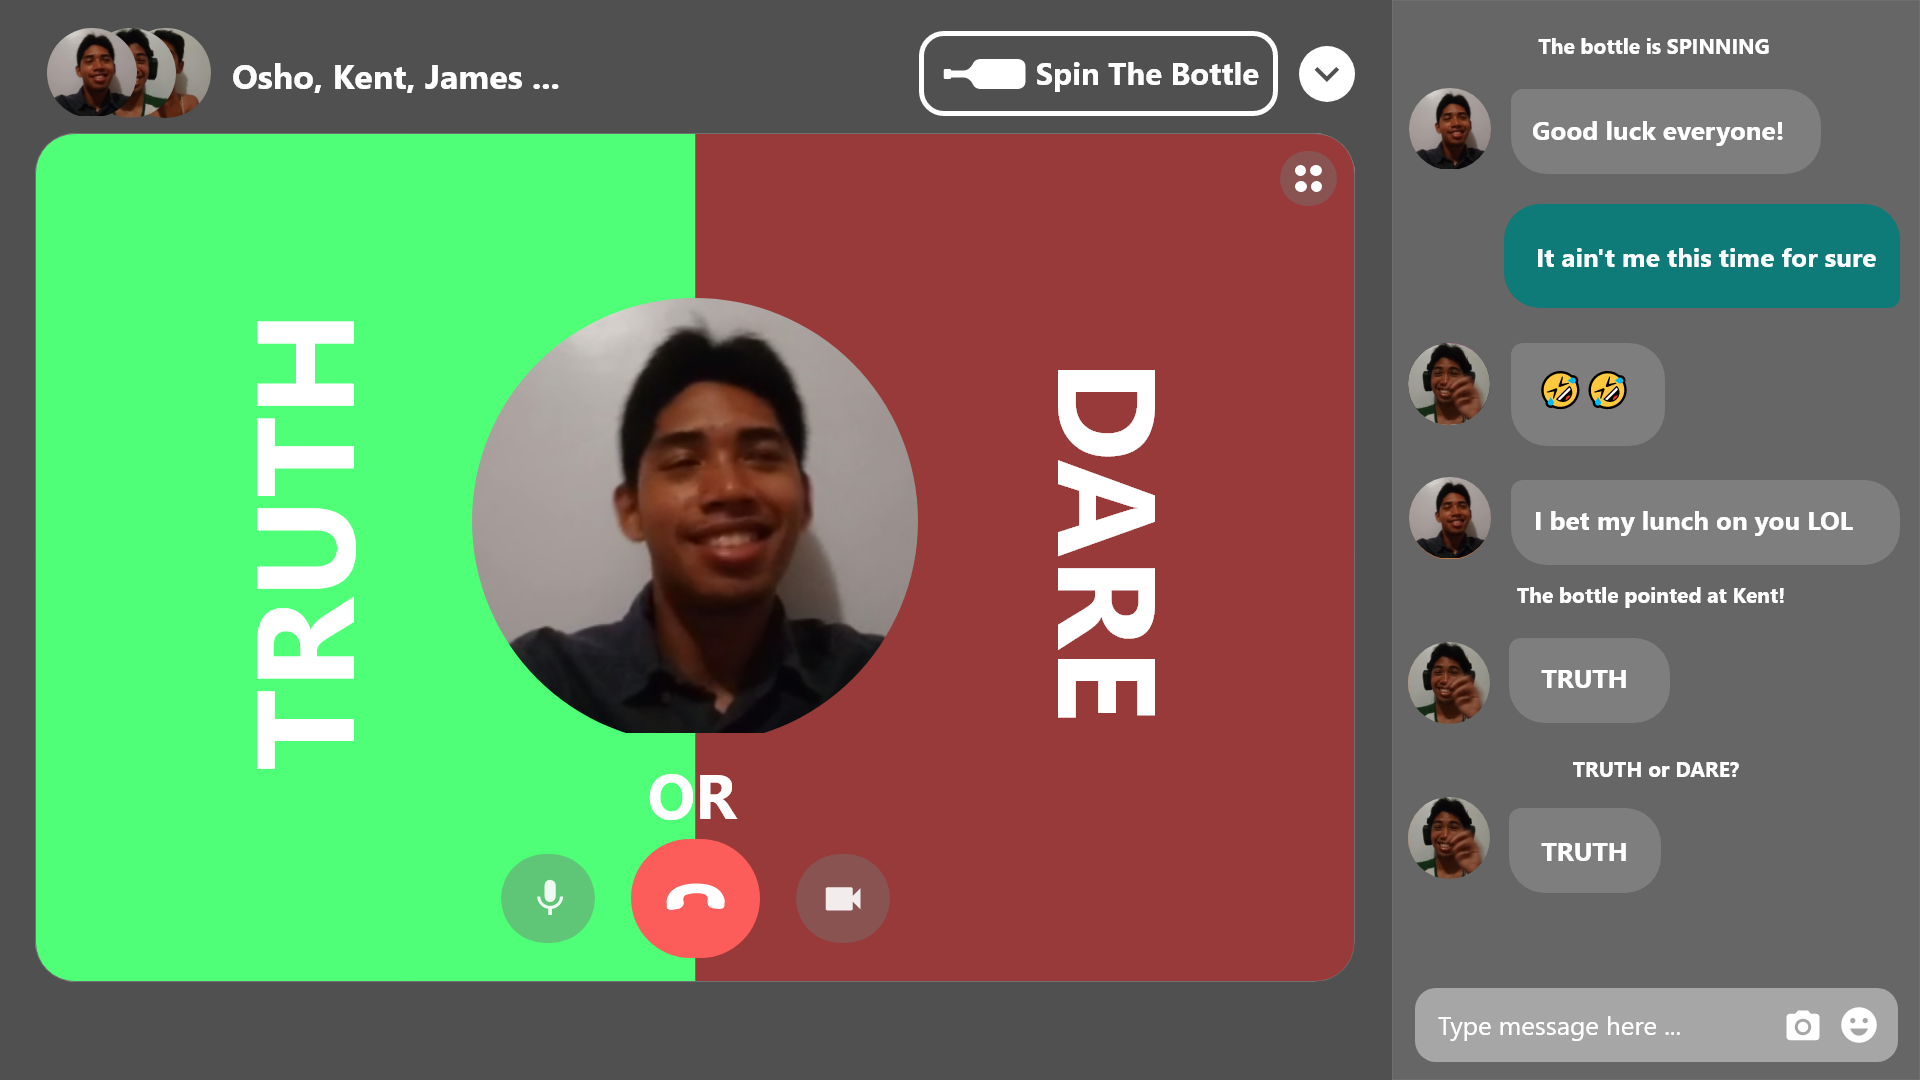 Osho, Kent, James ...
Spin The Bottle
TRUTH
OR
DARE
The bottle is SPINNING
Good luck everyone!
It ain't me this time for sure
🤣🤣
I bet my lunch on you LOL
The bottle pointed at Kent!
TRUTH
TRUTH or DARE?
TRUTH
Type message here ...